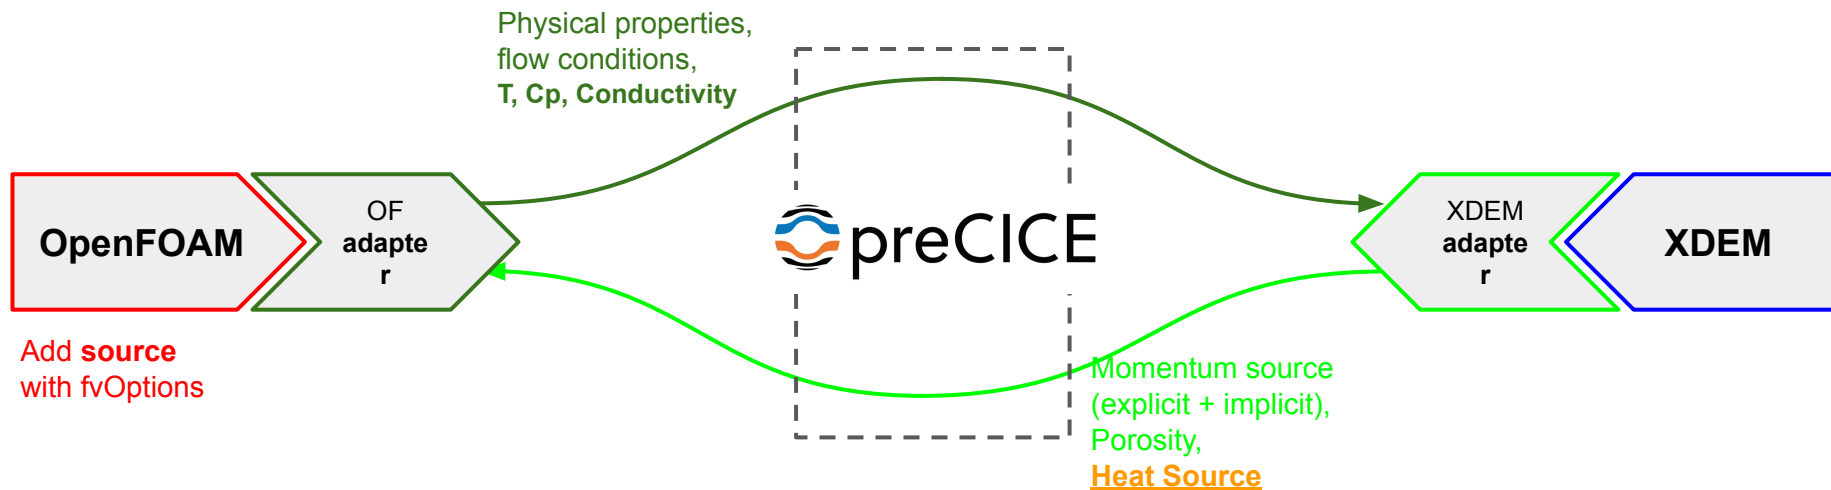 Physical properties,
flow conditions,
T, Cp, Conductivity
OpenFOAM
OF
adapte
r
preCICE
XDEM
adapte
r
XDEM
Add source
with fvOptions
Momentum source
(explicit + implicit),
Porosity,
Heat Source